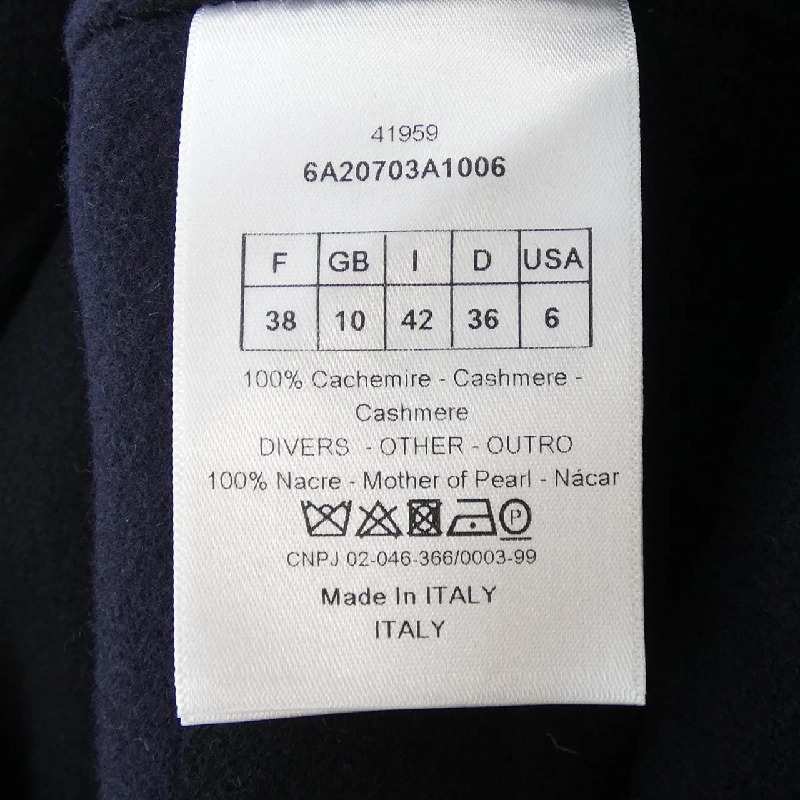 41959
6A20703A1006
F GB I D USA
38 10 42 36 6
100% Cachemire - Cashmere -
Cashmere
DIVERS - OTHER - OUTRO
100% Nacre - Mother of Pearl - Nácar
P
CNPJ 02-046-366/0003-99
Made In ITALY
ITALY